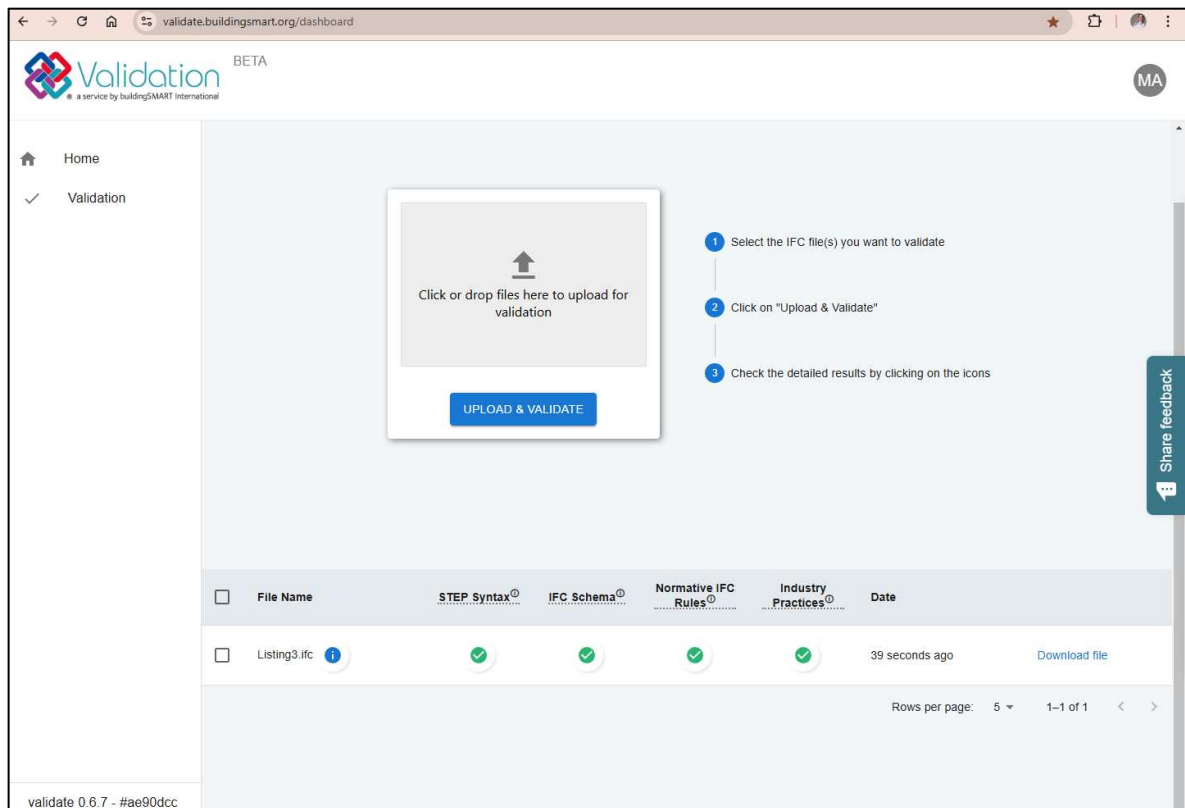 validate.buildingsmart.org/dashboard
Validation
BETA
® a service by buildingSMART International
MA
Home
Validation
Click or drop files here to upload for
validation
UPLOAD & VALIDATE
1 Select the IFC file(s) you want to validate
2 Click on "Upload & Validate"
3 Check the detailed results by clicking on the icons
Share feedback
File Name
STEP Syntax
IFC Schema
Normative IFC
Rules
Industry
Practices
Date
Listing3.ifc
39 seconds ago
Download file
Rows per page: 5
1–1 of 1
validate 0.6.7 - #ae90dcc